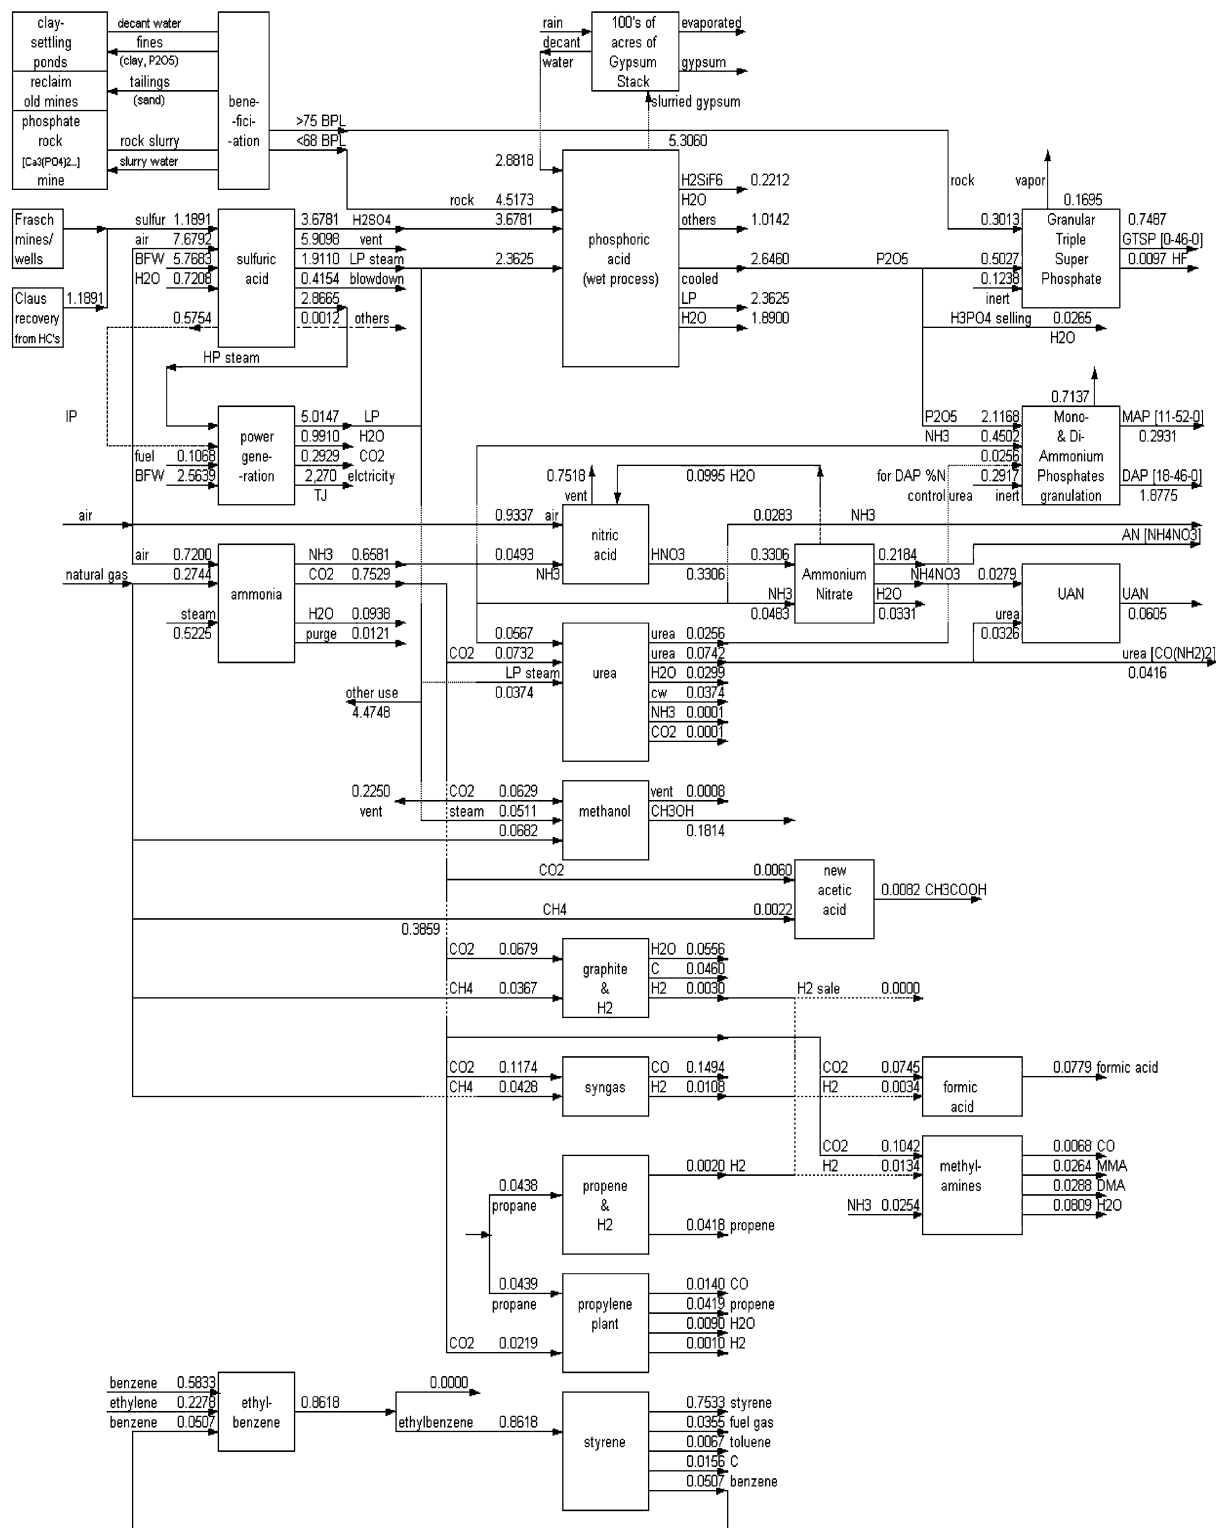 clay-
settling
ponds
reclaim
old mines
phosphate
rock
[Ca3(PO4)2...]
mine
decant water
fines
(clay, P2O5)
tailings
(sand)
rock slurry
slurry water
bene-
-fici-
-ation
>75 BPL
<68 BPL
rain
decant
water
100's of
acres of
Gypsum
Stack
evaporated
gypsum
slurried gypsum
5.3060
2.8818
rock 4.5173
3.6781
2.3625
phosphoric
acid
(wet process)
H2SiF6 0.2212
H2O
others 1.0142
2.6460
cooled
LP 2.3625
H2O 1.8900
rock
vapor
0.1695
0.3013
P2O5
0.5027
0.1238
inert
Granular
Triple
Super
Phosphate
0.7487
GTSP [0-46-0]
0.0097 HF
H3PO4 selling 0.0265
H2O
Frasch
mines/
wells
Claus
recovery
from HC's
1.1891
sulfur 1.1891
air 7.6792
BFW 5.7683
H2O 0.7208
0.5754
sulfuric
acid
3.6781 H2SO4
5.9098 vent
1.9110 LP steam
0.4154 blowdown
2.8665
0.0012 others
HP steam
IP
fuel 0.1068
BFW 2.5639
power
gene-
-ration
5.0147 LP
0.9910 H2O
0.2929 CO2
2,270 elctricity
TJ
0.7137
P2O5 2.1168
NH3 0.4502
0.0256
for DAP %N 0.2917
control urea inert
Mono-
& Di-
Ammonium
Phosphates
granulation
MAP [11-52-0]
0.2931
DAP [18-46-0]
1.8775
air
0.9337 air
0.7518
vent
0.0995 H2O
nitric
acid
0.0493
NH3
HNO3
0.3306
0.3306
0.0283 NH3
AN [NH4NO3]
NH3
0.0483
Ammonium
Nitrate
0.2184
NH4NO3 0.0279
H2O
0.0331
urea
0.0326
UAN
UAN
0.0605
natural gas
air 0.7200
0.2744
steam
0.5225
ammonia
NH3 0.6581
CO2 0.7529
H2O 0.0938
purge 0.0121
0.0567
CO2 0.0732
LP steam
0.0374
urea
urea 0.0256
urea 0.0742
H2O 0.0299
cw 0.0374
NH3 0.0001
CO2 0.0001
urea [CO(NH2)2]
0.0416
other use
4.4748
0.2250
vent
CO2 0.0629
steam 0.0511
0.0682
methanol
vent 0.0008
CH3OH
0.1814
CO2
0.0060
CH4
0.0022
new
acetic
acid
0.0082 CH3COOH
0.3859
CO2 0.0679
CH4 0.0367
graphite
&
H2
H2O 0.0556
C 0.0460
H2 0.0030
H2 sale 0.0000
CO2 0.1174
CH4 0.0428
syngas
CO 0.1494
H2 0.0108
CO2 0.0745
H2 0.0034
formic
acid
0.0779 formic acid
CO2 0.1042
H2 0.0134
NH3 0.0254
methyl-
amines
0.0068 CO
0.0264 MMA
0.0288 DMA
0.0809 H2O
0.0438
propane
propene
&
H2
0.0020 H2
0.0418 propene
0.0439
propane
CO2 0.0219
propylene
plant
0.0140 CO
0.0419 propene
0.0090 H2O
0.0010 H2
benzene 0.5833
ethylene 0.2278
benzene 0.0507
ethyl-
benzene
0.8618
0.0000
ethylbenzene 0.8618
styrene
0.7533 styrene
0.0355 fuel gas
0.0067 toluene
0.0156 C
0.0507 benzene